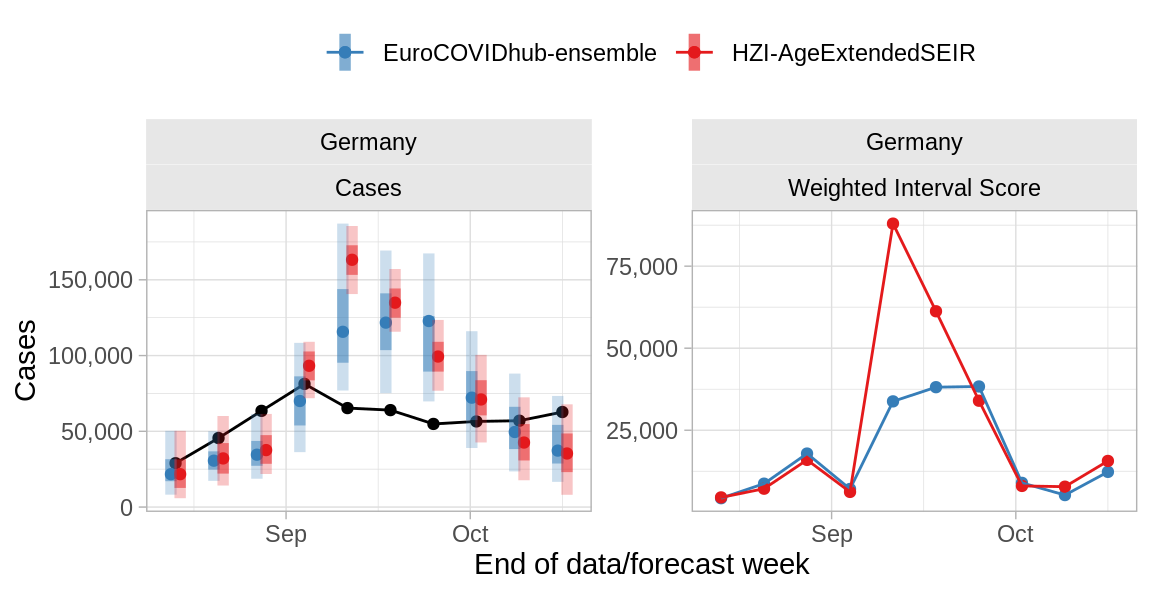 EuroCOVIDhub-ensemble HZI-AgeExtendedSEIR
Germany
Cases
Germany
Weighted Interval Score
Cases
150,000
100,000
50,000
0
75,000
50,000
25,000
Sep Oct
Sep Oct
End of data/forecast week